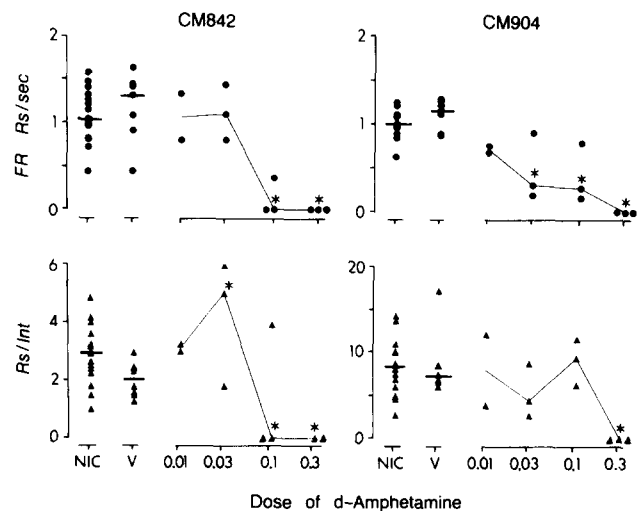 CM842
CM904
FR Rs/sec
2
1
0
2
1
0
* *
* * *
Rs/Int
6
4
2
0
20
10
0
*
* *
*
NIC V 0.01 0.03 0.1 0.3
NIC V 0.01 0.03 0.1 0.3
Dose of d-Amphetamine